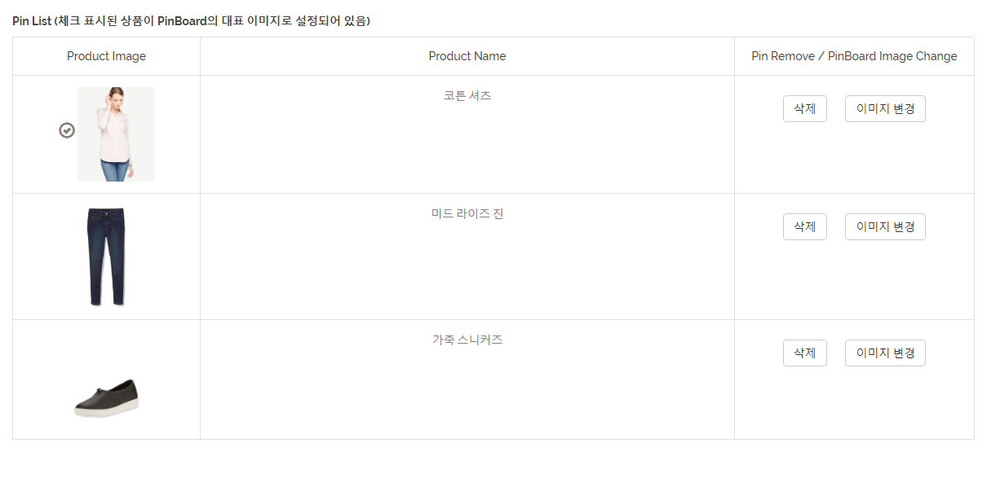 Pin List (체크 표시된 상품이 PinBoard의 대표 이미지로 설정되어 있음)
Product Image Product Name Pin Remove / PinBoard Image Change
코튼 셔츠 삭제 이미지 변경
미드 라이즈 진 삭제 이미지 변경
가죽 스니커즈 삭제 이미지 변경